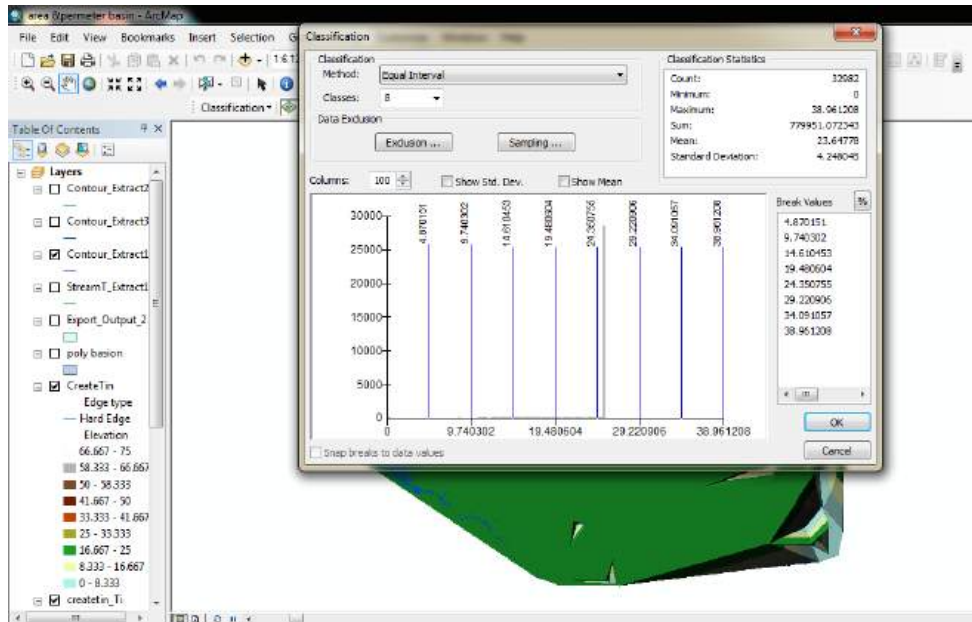 area &permeter basin - ArcMap
File Edit View Bookmarks Insert Selection G
Classification
Classification
Method: Equal Interval
Classes: 8
Data Exclusion
Exclusion ...
Sampling ...
Columns: 100
Show Std. Dev.
Show Mean
Classification Statistics
Count: 32982
Minimum: 0
Maximum: 38.961208
Sum: 779951.072343
Mean: 23.64778
Standard Deviation: 4.248045
Break Values
%
4.870151
9.740302
14.610453
19.480604
24.350755
29.220906
34.091057
38.961208
30000
25000
20000
15000
10000
5000
0
4.870151
9.740302
14.610453
19.480604
24.350755
29.220906
34.091057
38.961208
0 9.740302 19.480604 29.220906 38.961208
Snap breaks to data values
OK
Cancel
Classification
Table Of Contents
Layers
Contour_Extract2
Contour_Extract3
Contour_Extract1
StreamT_Extract1
Export_Output_2
poly basion
CreateTin
Edge type
Hard Edge
Elevation
66.667 - 75
58.333 - 66.667
50 - 58.333
41.667 - 50
33.333 - 41.667
25 - 33.333
16.667 - 25
8.333 - 16.667
0 - 8.333
createtin_Ti